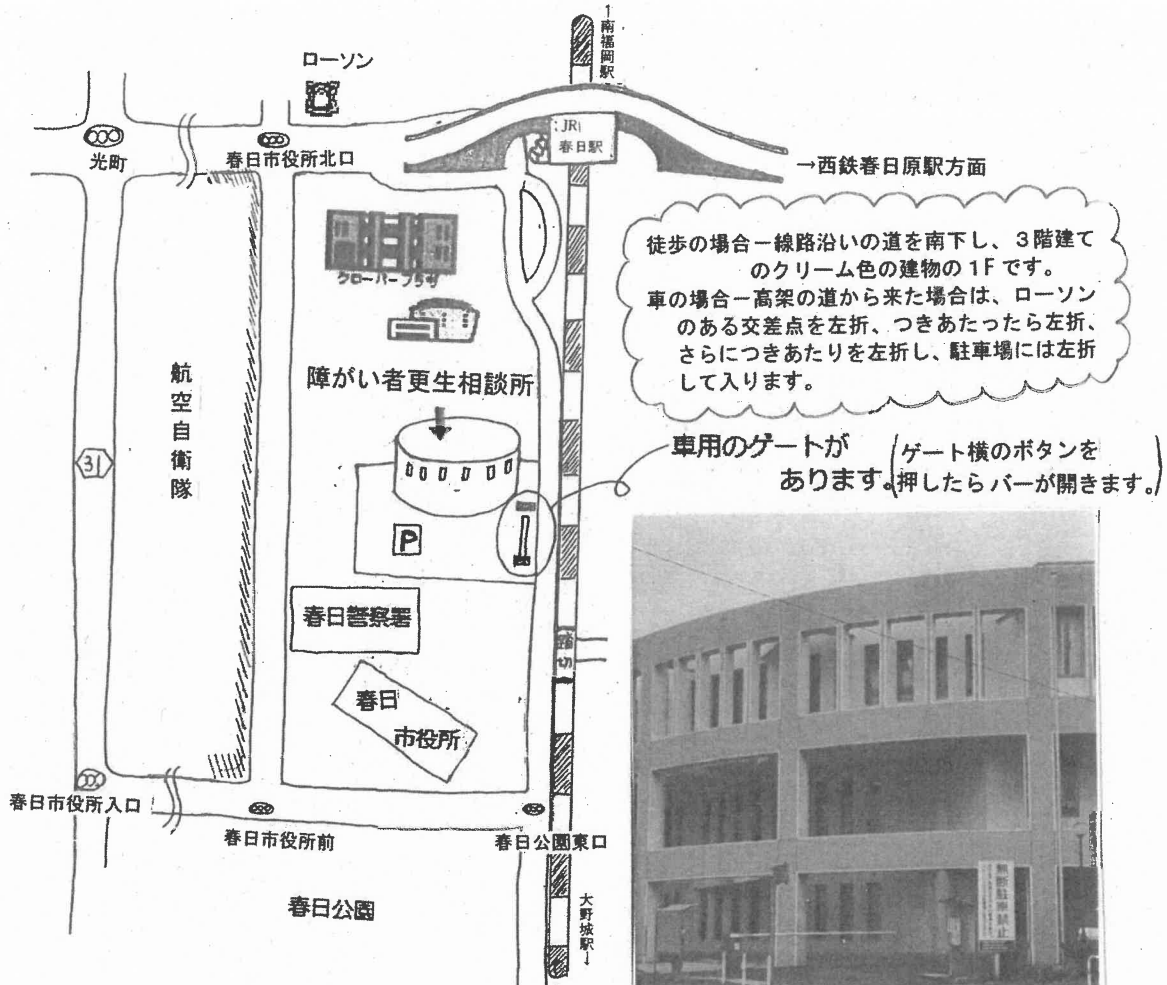 ↑南福岡駅
ローソン
光町
春日市役所北口
JR
春日駅
→西鉄春日原駅方面
クローバープラザ
徒歩の場合ー線路沿いの道を南下し、3階建て
のクリーム色の建物の1Fです。
車の場合ー高架の道から来た場合は、ローソン
のある交差点を左折、つきあたったら左折、
さらにつきあたりを左折し、駐車場には左折
して入ります。
航空自衛隊
障がい者更生相談所
31
車用のゲートが
あります。
(ゲート横のボタンを
押したらバーが開きます。)
P
春日警察署
踏切
春日
市役所
春日市役所入口
春日市役所前
春日公園東口
春日公園
大野城駅↓
無断駐車禁止